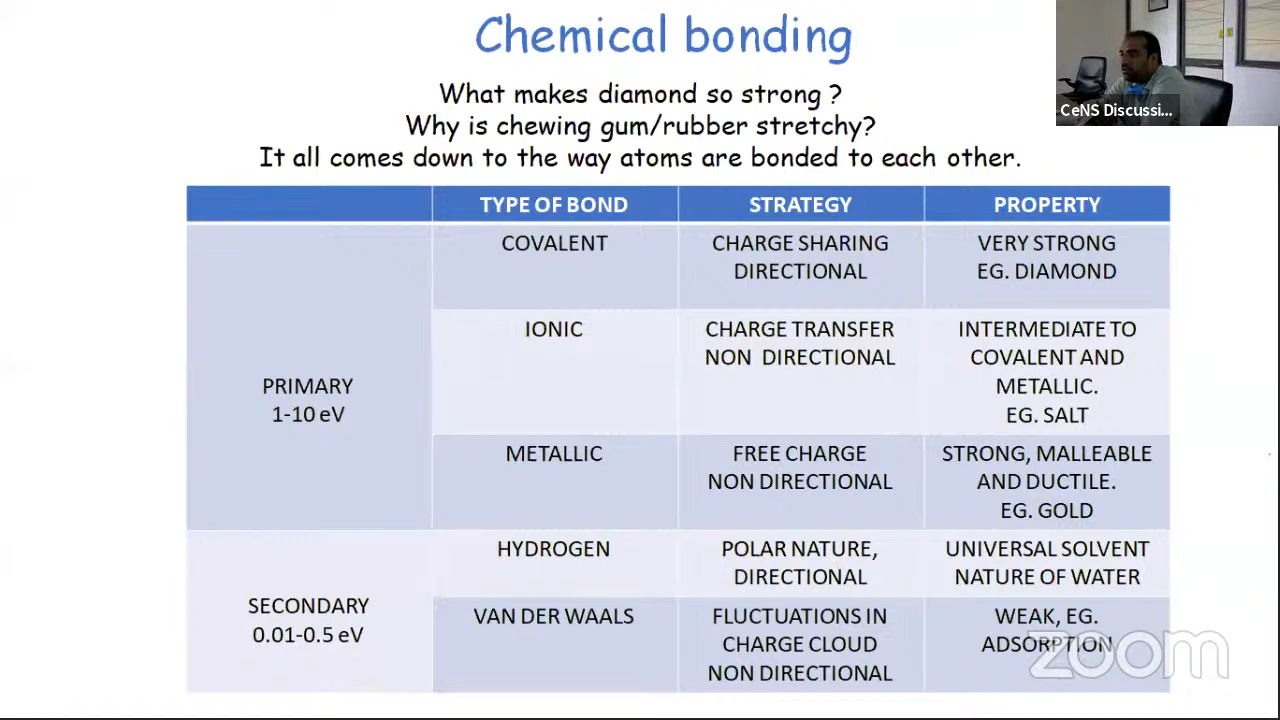 Chemical bonding
What makes diamond so strong ?
Why is chewing gum/rubber stretchy?
It all comes down to the way atoms are bonded to each other.
CeNS Discussi...
TYPE OF BOND
STRATEGY
PROPERTY
PRIMARY
1-10 eV
COVALENT
CHARGE SHARING
DIRECTIONAL
VERY STRONG
EG. DIAMOND
IONIC
CHARGE TRANSFER
NON DIRECTIONAL
INTERMEDIATE TO
COVALENT AND
METALLIC.
EG. SALT
METALLIC
FREE CHARGE
NON DIRECTIONAL
STRONG, MALLEABLE
AND DUCTILE.
EG. GOLD
SECONDARY
0.01-0.5 eV
HYDROGEN
POLAR NATURE,
DIRECTIONAL
UNIVERSAL SOLVENT
NATURE OF WATER
VAN DER WAALS
FLUCTUATIONS IN
CHARGE CLOUD
NON DIRECTIONAL
WEAK, EG.
ADSORPTION
zoom